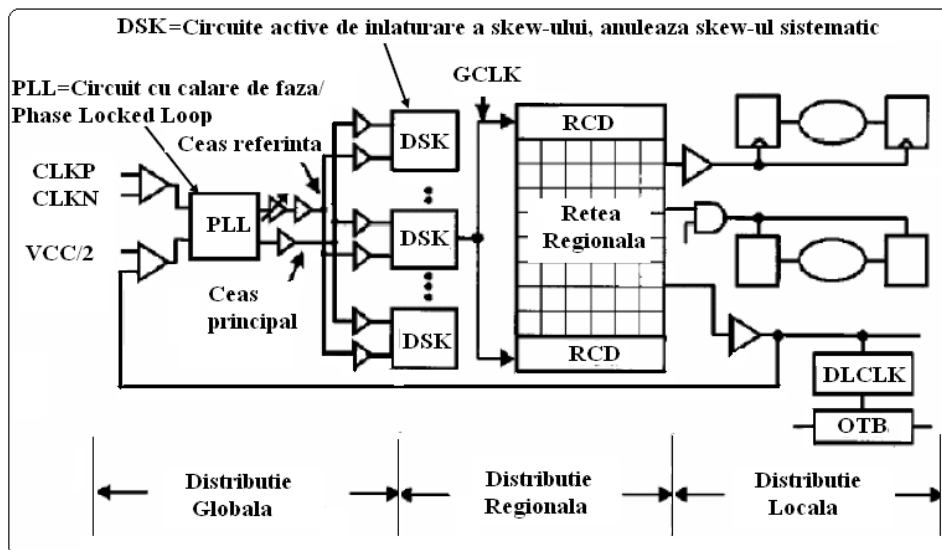 DSK=Circuite active de inlaturare a skew-ului, anuleaza skew-ul sistematic
PLL=Circuit cu calare de faza/
Phase Locked Loop
GCLK
Ceas referinta
CLKP
CLKN
VCC/2
PLL
Ceas
principal
DSK
DSK
DSK
RCD
Retea
Regionala
RCD
DLCLK
OTB
Distributie
Globala
Distributie
Regionala
Distributie
Locala